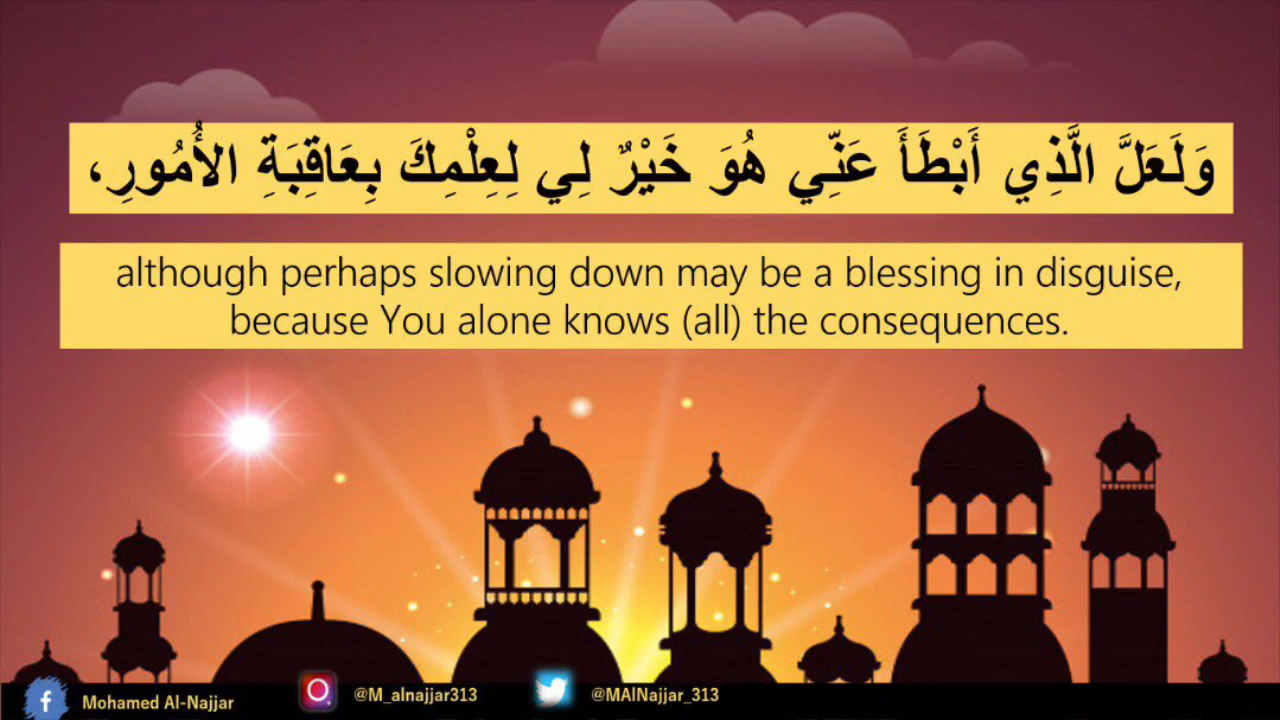 وَلَعَلَّ الَّذِي أَبْطَأَ عَنِّي هُوَ خَيْرٌ لِي لِعِلْمِكَ بِعَاقِبَةِ الأُمُورِ،
although perhaps slowing down may be a blessing in disguise,
because You alone knows (all) the consequences.
Mohamed Al-Najjar @M_alnajjar313 @MAlNajjar_313